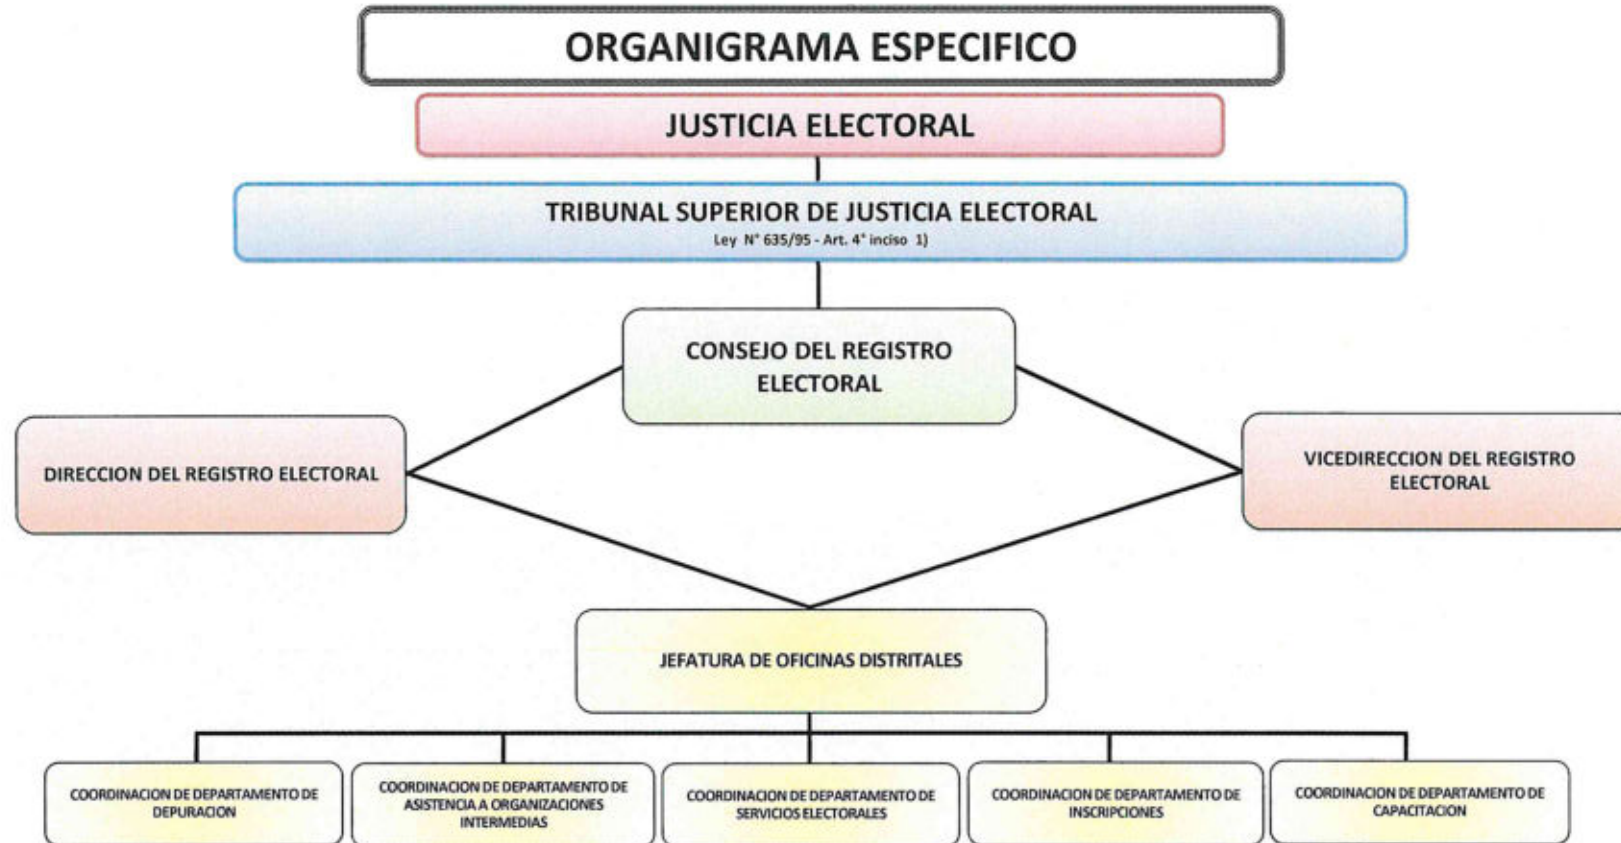 ORGANIGRAMA ESPECIFICO
JUSTICIA ELECTORAL
TRIBUNAL SUPERIOR DE JUSTICIA ELECTORAL
Ley N° 635/95 - Art. 4° inciso 1)
CONSEJO DEL REGISTRO
ELECTORAL
DIRECCION DEL REGISTRO ELECTORAL
VICEDIRECCION DEL REGISTRO
ELECTORAL
JEFATURA DE OFICINAS DISTRITALES
COORDINACION DE DEPARTAMENTO DE
DEPURACION
COORDINACION DE DEPARTAMENTO DE
ASISTENCIA A ORGANIZACIONES
INTERMEDIAS
COORDINACION DE DEPARTAMENTO DE
SERVICIOS ELECTORALES
COORDINACION DE DEPARTAMENTO DE
INSCRIPCIONES
COORDINACION DE DEPARTAMENTO DE
CAPACITACION